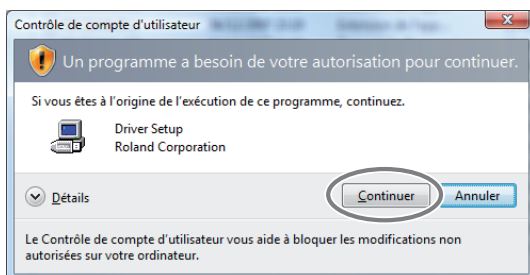 Contrôle de compte d'utilisateur
Un programme a besoin de votre autorisation pour continuer.
Si vous êtes à l'origine de l'exécution de ce programme, continuez.
Driver Setup
Roland Corporation
Détails
Continuer
Annuler
Le Contrôle de compte d'utilisateur vous aide à bloquer les modifications non
autorisées sur votre ordinateur.